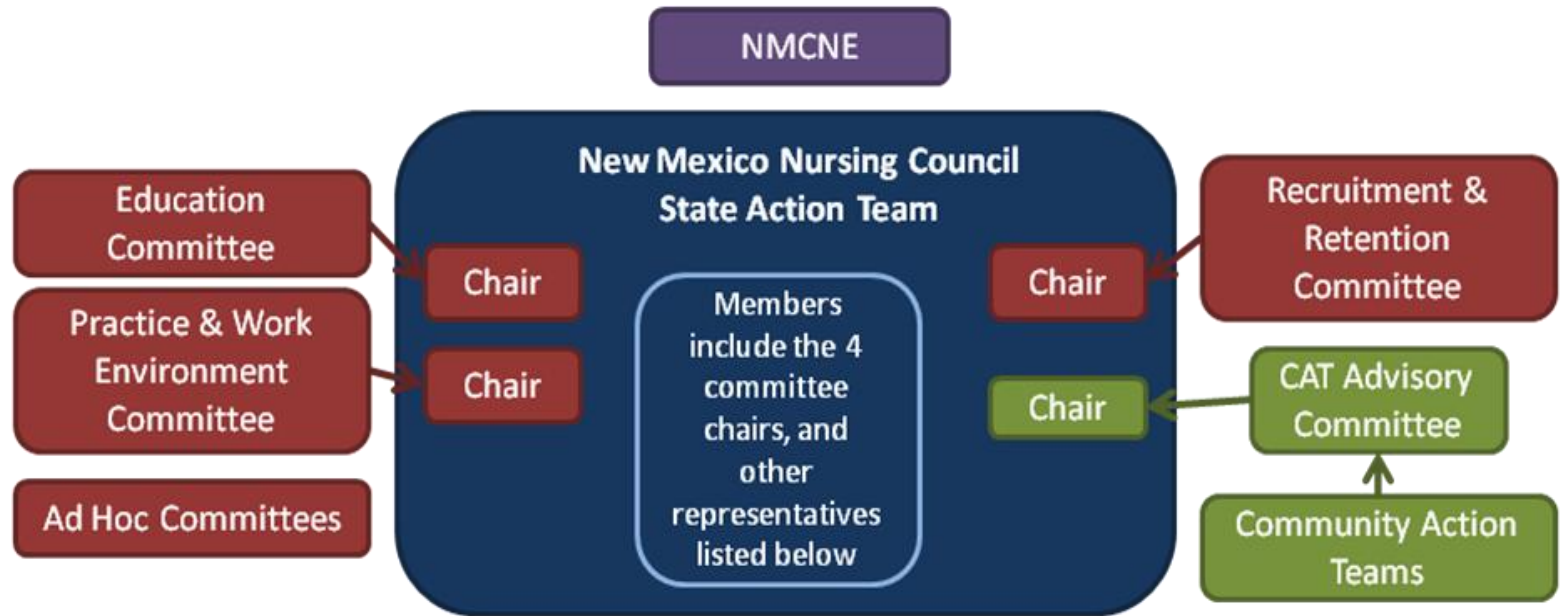 NMCNE
New Mexico Nursing Council
State Action Team
Education
Committee
Practice & Work
Environment
Committee
Ad Hoc Committees
Chair
Chair
Members
include the 4
committee
chairs, and
other
representatives
listed below
Chair
Chair
Recruitment &
Retention
Committee
CAT Advisory
Committee
Community Action
Teams